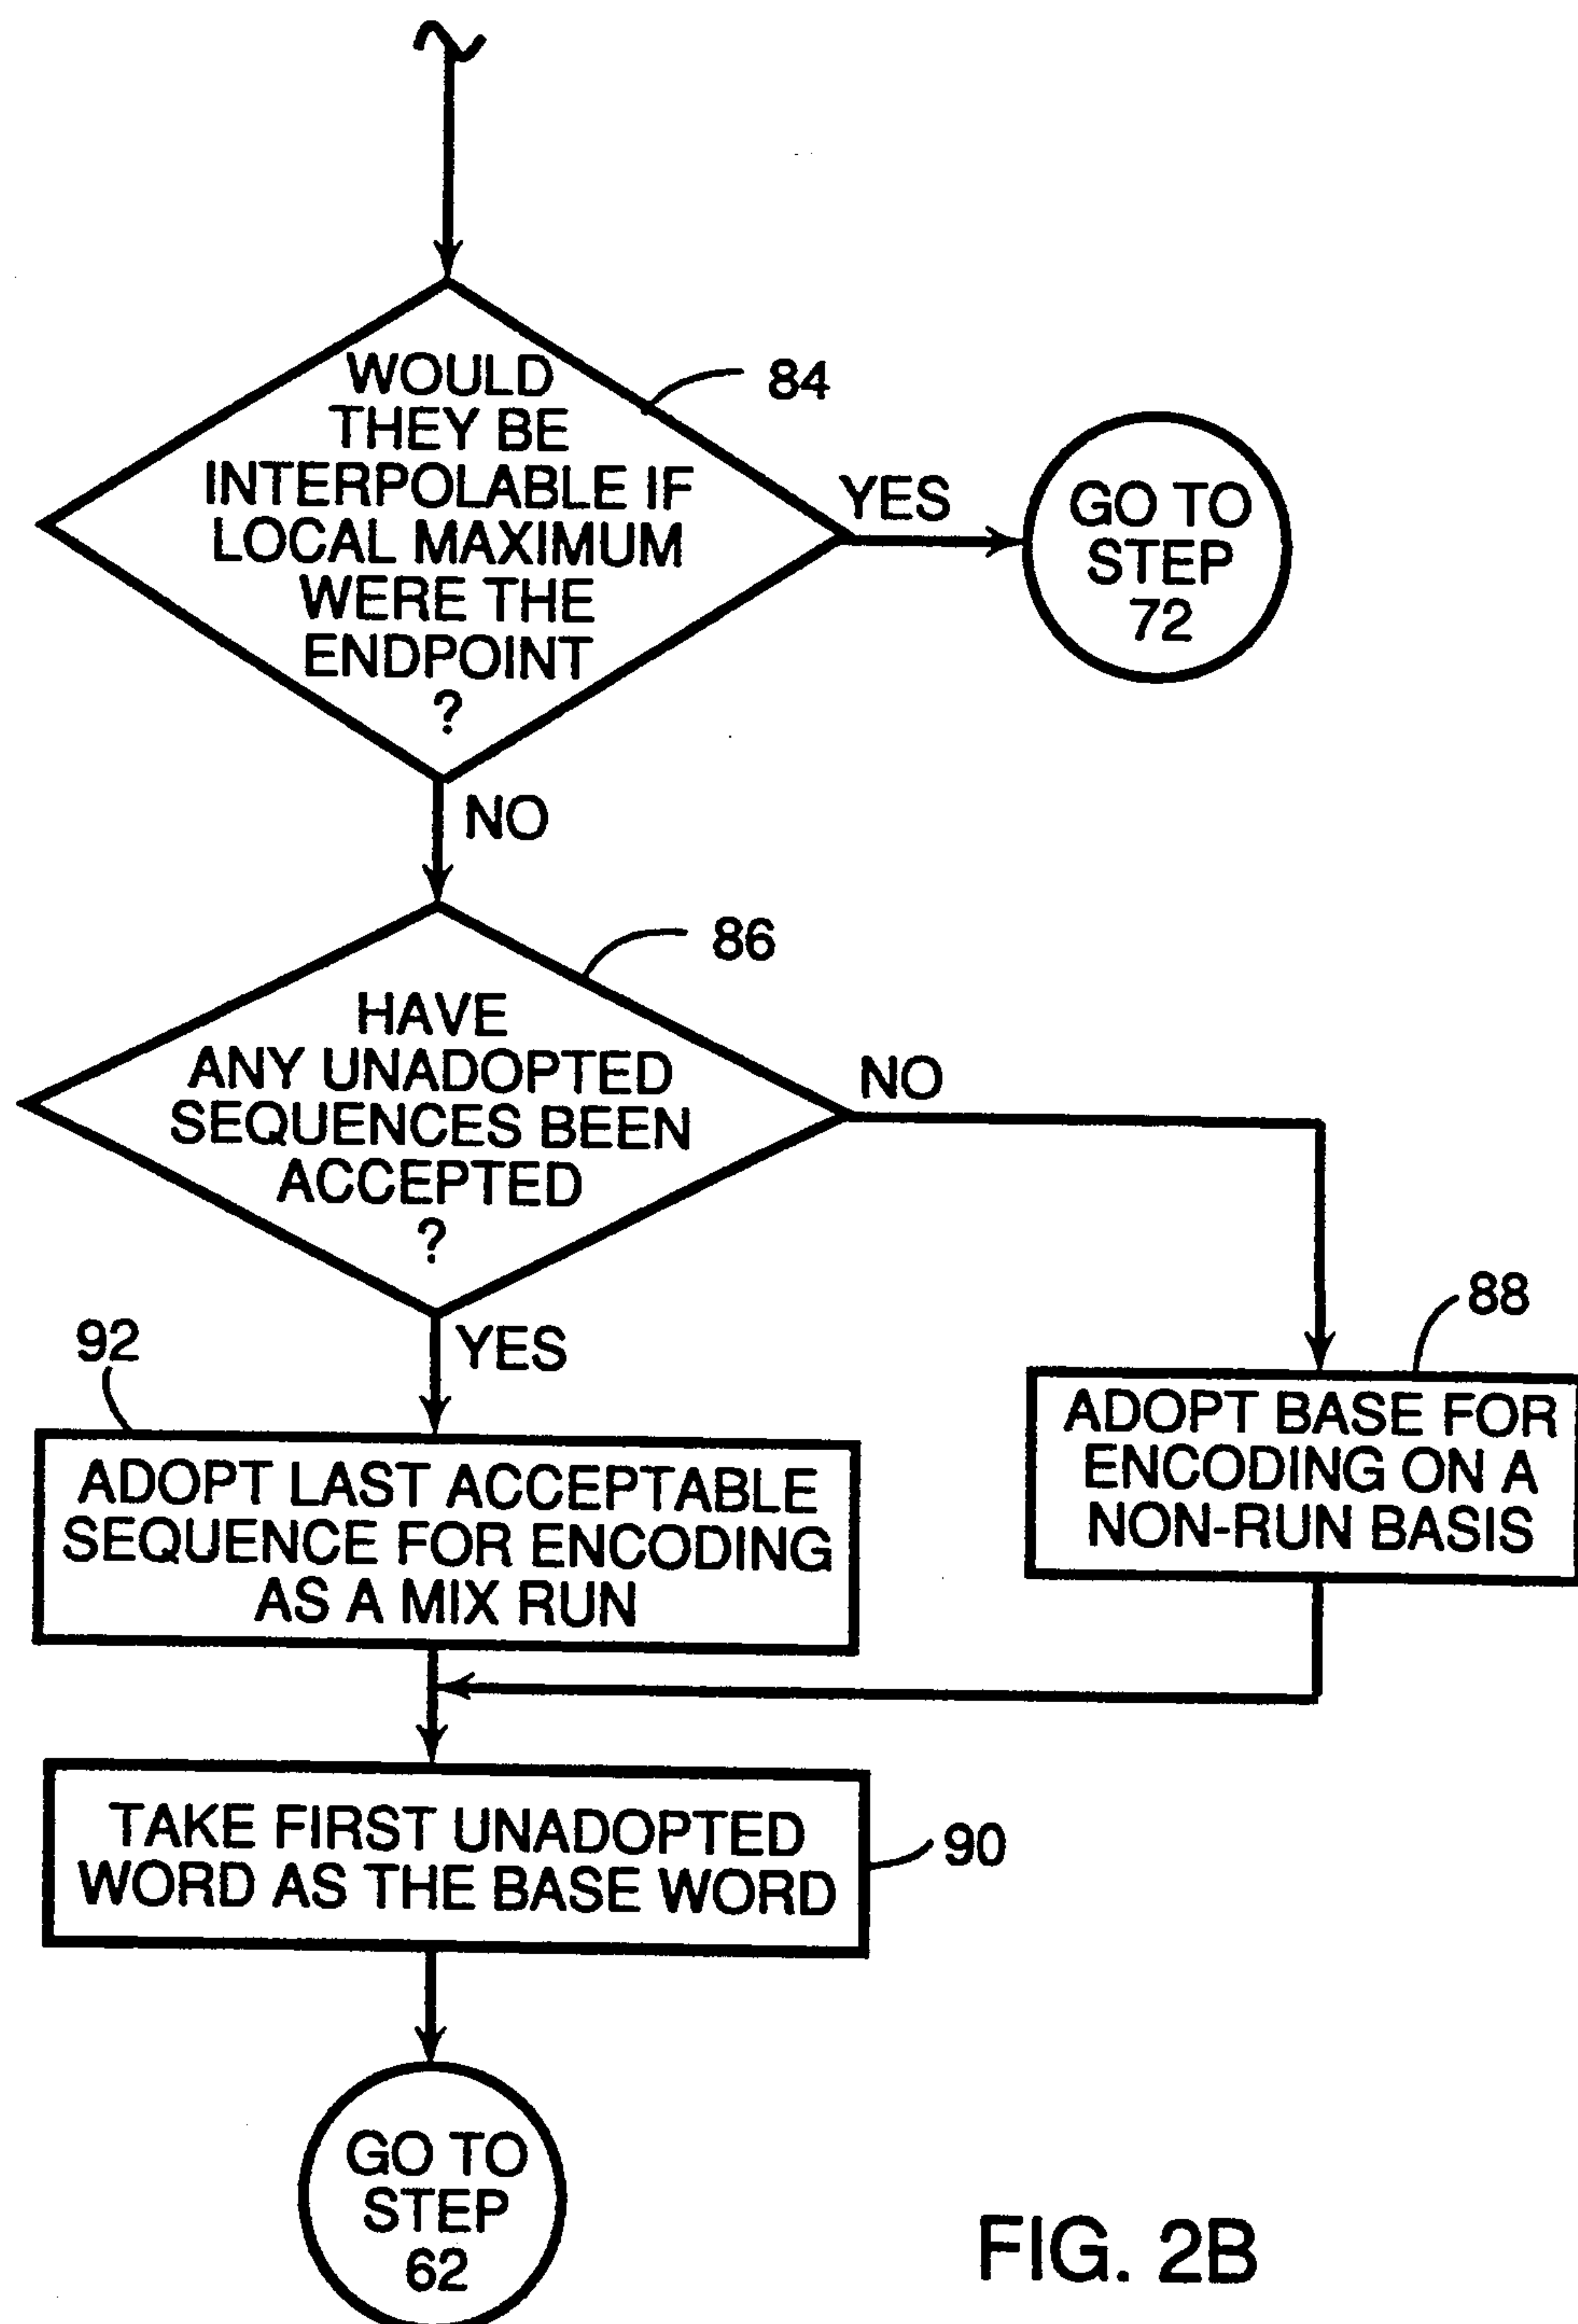 WOULD
THEY BE
INTERPOLABLE IF
LOCAL MAXIMUM
WERE THE
ENDPOINT
?
84
YES
GO TO
STEP
72
NO
86
HAVE
ANY UNADOPTED
SEQUENCES BEEN
ACCEPTED
?
NO
88
ADOPT BASE FOR
ENCODING ON A
NON-RUN BASIS
YES
92
ADOPT LAST ACCEPTABLE
SEQUENCE FOR ENCODING
AS A MIX RUN
TAKE FIRST UNADOPTED
WORD AS THE BASE WORD
90
GO TO
STEP
62
FIG. 2B